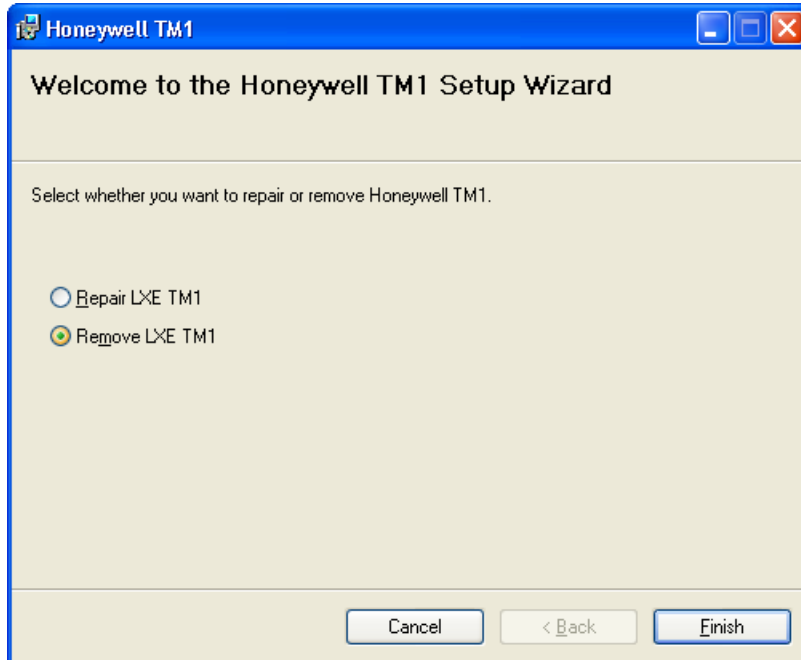 Honeywell TM1
Welcome to the Honeywell TM1 Setup Wizard
Select whether you want to repair or remove Honeywell TM1.
Repair LXE TM1
Remove LXE TM1
Cancel
< Back
Finish